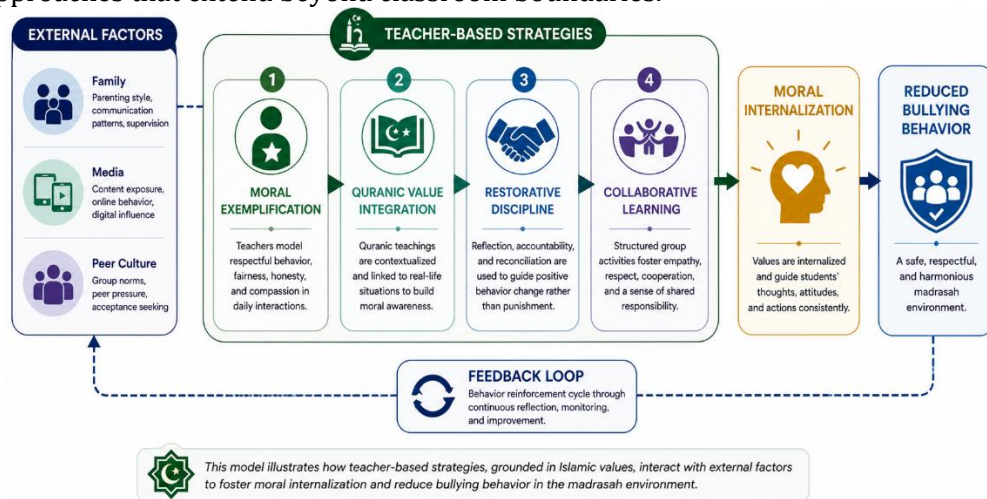 proaches that extend beyond classroom boundaries.
EXTERNAL FACTORS
Family
Parenting style,
communication
patterns, supervision
Media
Content exposure,
online behavior,
digital influence
Peer Culture
Group norms,
peer pressure,
acceptance seeking
TEACHER-BASED STRATEGIES
1
MORAL
EXEMPLIFICATION
Teachers model
respectful behavior,
fairness, honesty,
and compassion in
daily interactions.
2
QURANIC VALUE
INTEGRATION
Quranic teachings
are contextualized
and linked to real-life
situations to build
moral awareness.
3
RESTORATIVE
DISCIPLINE
Reflection, accountability,
and reconciliation are
used to guide positive
behavior change rather
than punishment.
4
COLLABORATIVE
LEARNING
Structured group
activities foster empathy,
respect, cooperation,
and a sense of shared
responsibility.
MORAL
INTERNALIZATION
Values are internalized
and guide students'
thoughts, attitudes,
and actions consistently.
REDUCED
BULLYING
BEHAVIOR
A safe, respectful,
and harmonious
madrasah
environment.
FEEDBACK LOOP
Behavior reinforcement cycle through
continuous reflection, monitoring,
and improvement.
This model illustrates how teacher-based strategies, grounded in Islamic values, interact with external factors
to foster moral internalization and reduce bullying behavior in the madrasah environment.